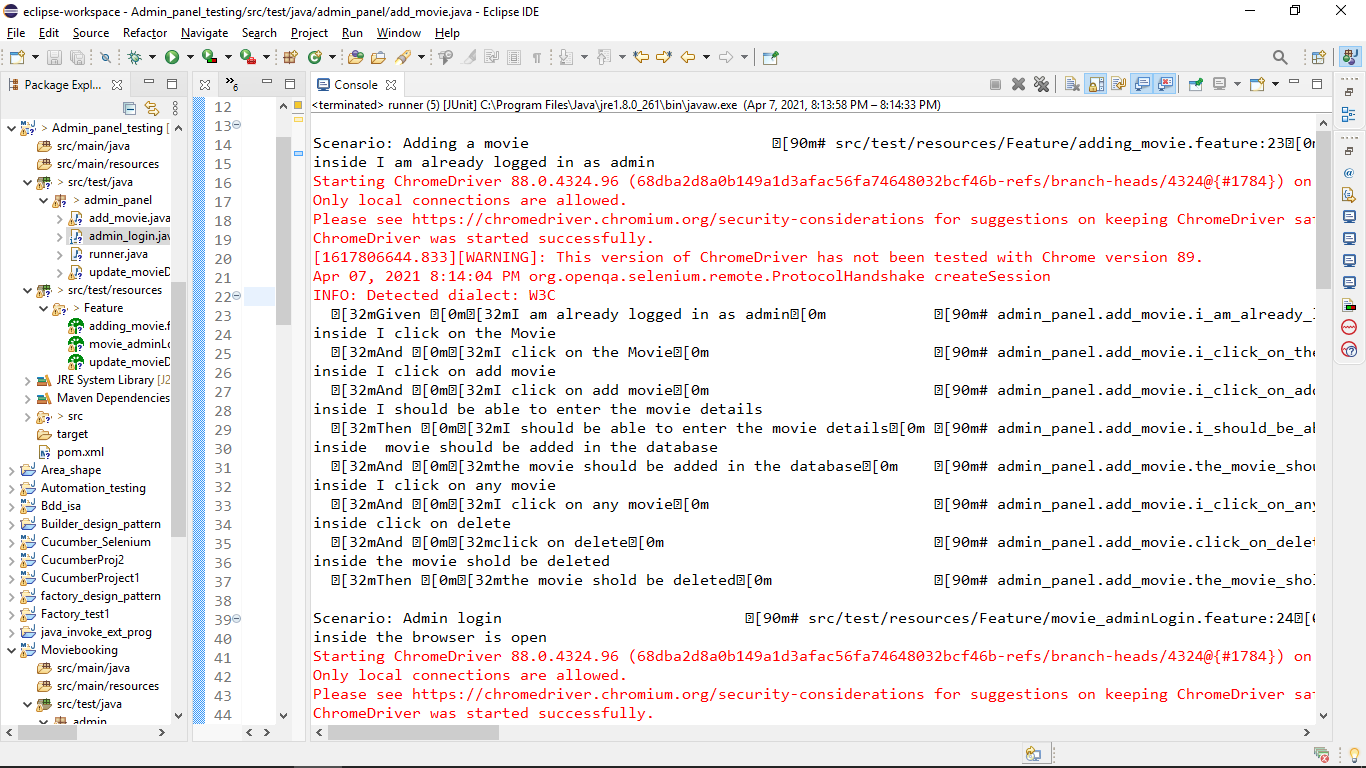 eclipse-workspace - Admin_panel_testing/src/test/java/admin_panel/add_movie.java - Eclipse IDE
File Edit Source Refactor Navigate Search Project Run Window Help
Package Expl...
> Admin_panel_testing [
src/main/java
src/main/resources
> src/test/java
> admin_panel
add_movie.java
admin_login.jav
runner.java
update_movieD
> src/test/resources
> Feature
adding_movie.f
movie_adminLo
update_movieD
JRE System Library [J2
Maven Dependencies
> src
target
pom.xml
Area_shape
Automation_testing
Bdd_isa
Builder_design_pattern
Cucumber_Selenium
CucumberProj2
CucumberProject1
factory_design_pattern
Factory_test1
java_invoke_ext_prog
Moviebooking
src/main/java
src/main/resources
src/test/java
admin
»6
12
13
14
15
16
17
18
19
20
21
22
23
24
25
26
27
28
29
30
31
32
33
34
35
36
37
38
39
40
41
42
43
44
Console
<terminated> runner (5) [JUnit] C:\Program Files\Java\jre1.8.0_261\bin\javaw.exe (Apr 7, 2021, 8:13:58 PM – 8:14:33 PM)
Scenario: Adding a movie [90m# src/test/resources/Feature/adding_movie.feature:23[0m
inside I am already logged in as admin
Starting ChromeDriver 88.0.4324.96 (68dba2d8a0b149a1d3afac56fa74648032bcf46b-refs/branch-heads/4324@{#1784}) on
Only local connections are allowed.
Please see https://chromedriver.chromium.org/security-considerations for suggestions on keeping ChromeDriver saf
ChromeDriver was started successfully.
[1617806644.833][WARNING]: This version of ChromeDriver has not been tested with Chrome version 89.
Apr 07, 2021 8:14:04 PM org.openqa.selenium.remote.ProtocolHandshake createSession
INFO: Detected dialect: W3C
[32mGiven [0m[32mI am already logged in as admin[0m [90m# admin_panel.add_movie.i_am_already_l
inside I click on the Movie
[32mAnd [0m[32mI click on the Movie[0m [90m# admin_panel.add_movie.i_click_on_the
inside I click on add movie
[32mAnd [0m[32mI click on add movie[0m [90m# admin_panel.add_movie.i_click_on_add
inside I should be able to enter the movie details
[32mThen [0m[32mI should be able to enter the movie details[0m [90m# admin_panel.add_movie.i_should_be_ab
inside  movie should be added in the database
[32mAnd [0m[32mthe movie should be added in the database[0m [90m# admin_panel.add_movie.the_movie_shou
inside I click on any movie
[32mAnd [0m[32mI click on any movie[0m [90m# admin_panel.add_movie.i_click_on_any
inside click on delete
[32mAnd [0m[32mclick on delete[0m [90m# admin_panel.add_movie.click_on_delet
inside the movie shold be deleted
[32mThen [0m[32mthe movie shold be deleted[0m [90m# admin_panel.add_movie.the_movie_shol
Scenario: Admin login [90m# src/test/resources/Feature/movie_adminLogin.feature:24[0
inside the browser is open
Starting ChromeDriver 88.0.4324.96 (68dba2d8a0b149a1d3afac56fa74648032bcf46b-refs/branch-heads/4324@{#1784}) on
Only local connections are allowed.
Please see https://chromedriver.chromium.org/security-considerations for suggestions on keeping ChromeDriver saf
ChromeDriver was started successfully.